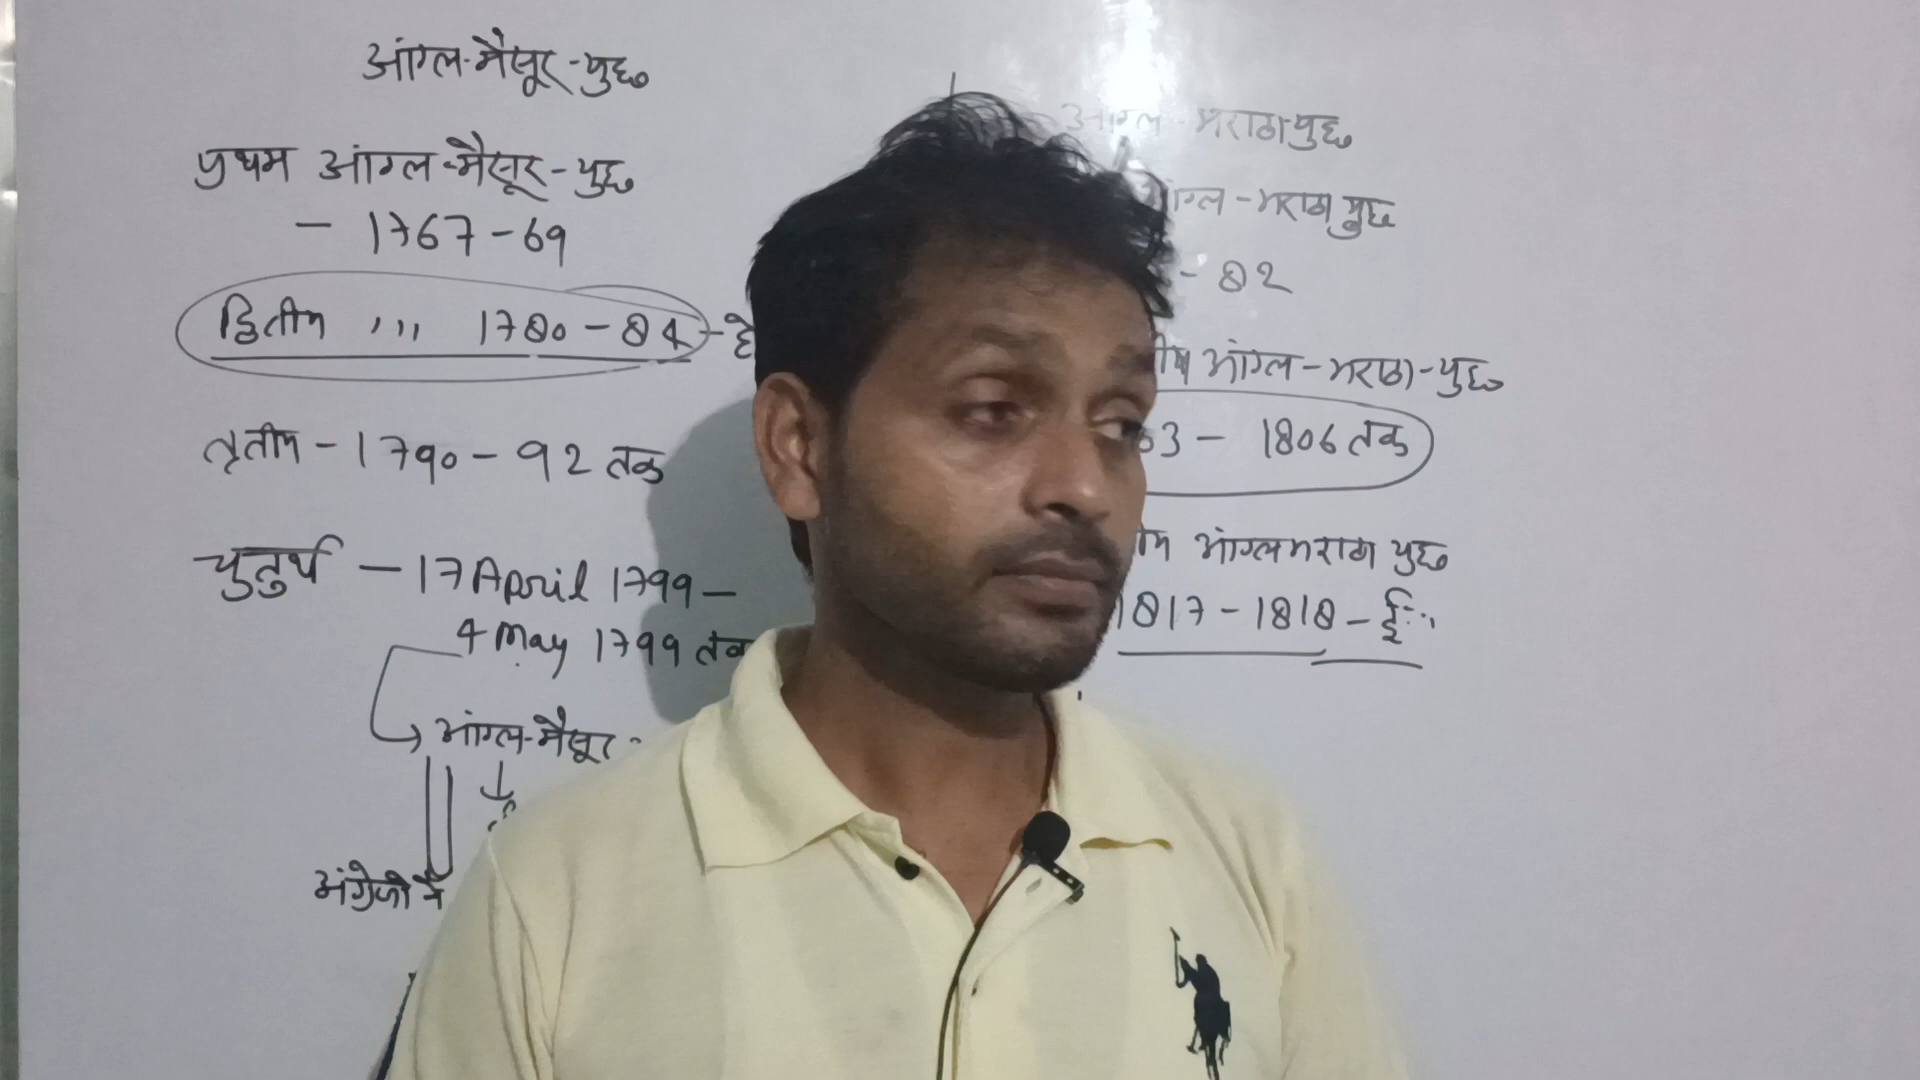 आंग्ल-मैसूर-युद्ध
प्रथम आंग्ल-मैसूर-युद्ध
- 1767-69
द्वितीय ,,, 1780-84 - है
तृतीय - 1790-92 तक
चुतुर्थ - 17 April 1799 -
4 May 1799 तक
आंग्ल-मैसूर -
अंग्रेजो ने
आंग्ल-मराठा युद्ध
आंग्ल-मराठा युद्ध
- 82
आंग्ल-मराठा-युद्ध
03 - 1806 तक
आंग्ल मराठा युद्ध
1817-1818-ई.